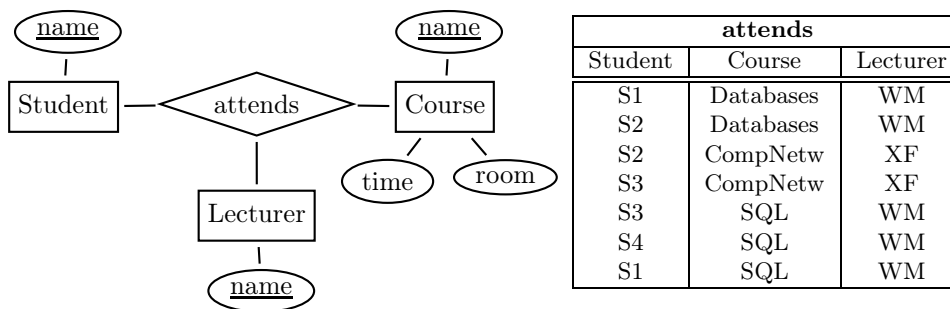 name
name
Student
attends
Course
time
room
Lecturer
name
attends
Student Course Lecturer
S1 Databases WM
S2 Databases WM
S2 CompNetw XF
S3 CompNetw XF
S3 SQL WM
S4 SQL WM
S1 SQL WM